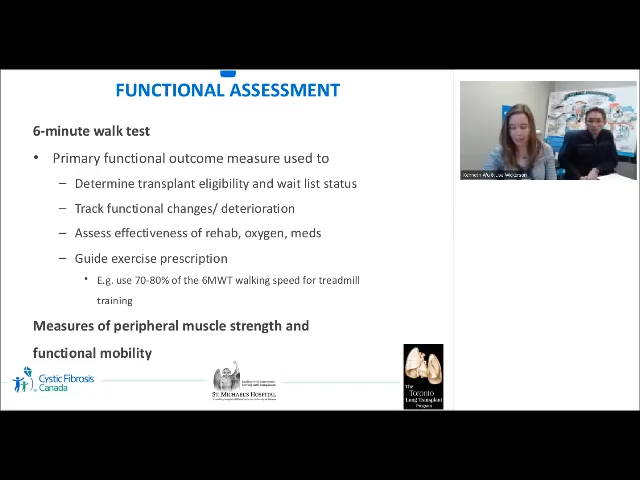 FUNCTIONAL ASSESSMENT
6-minute walk test
• Primary functional outcome measure used to
– Determine transplant eligibility and wait list status
– Track functional changes/ deterioration
– Assess effectiveness of rehab, oxygen, meds
– Guide exercise prescription
• E.g. use 70-80% of the 6MWT walking speed for treadmill
training
Measures of peripheral muscle strength and
functional mobility
Cystic Fibrosis
Canada
ST. MICHAEL'S HOSPITAL
The
Toronto
Lung Transplant
Program